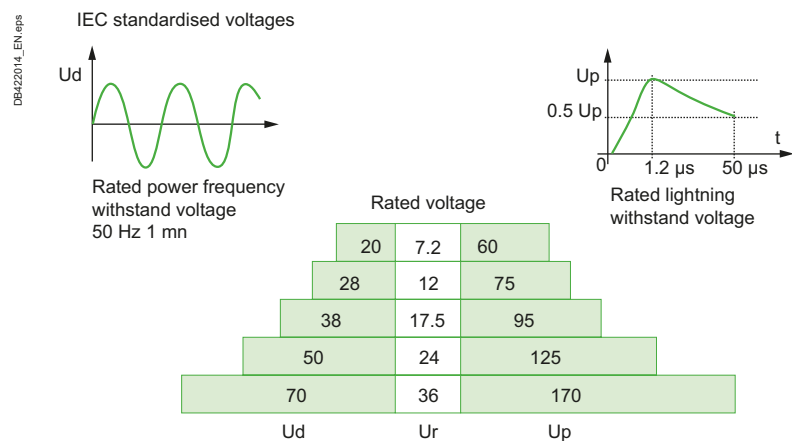 DB422014_EN.eps
IEC standardised voltages
Ud
Rated power frequency
withstand voltage
50 Hz 1 mn
Up
0.5 Up
t
0 1.2 µs 50 µs
Rated lightning
withstand voltage
Rated voltage
20 7.2 60
28 12 75
38 17.5 95
50 24 125
70 36 170
Ud Ur Up